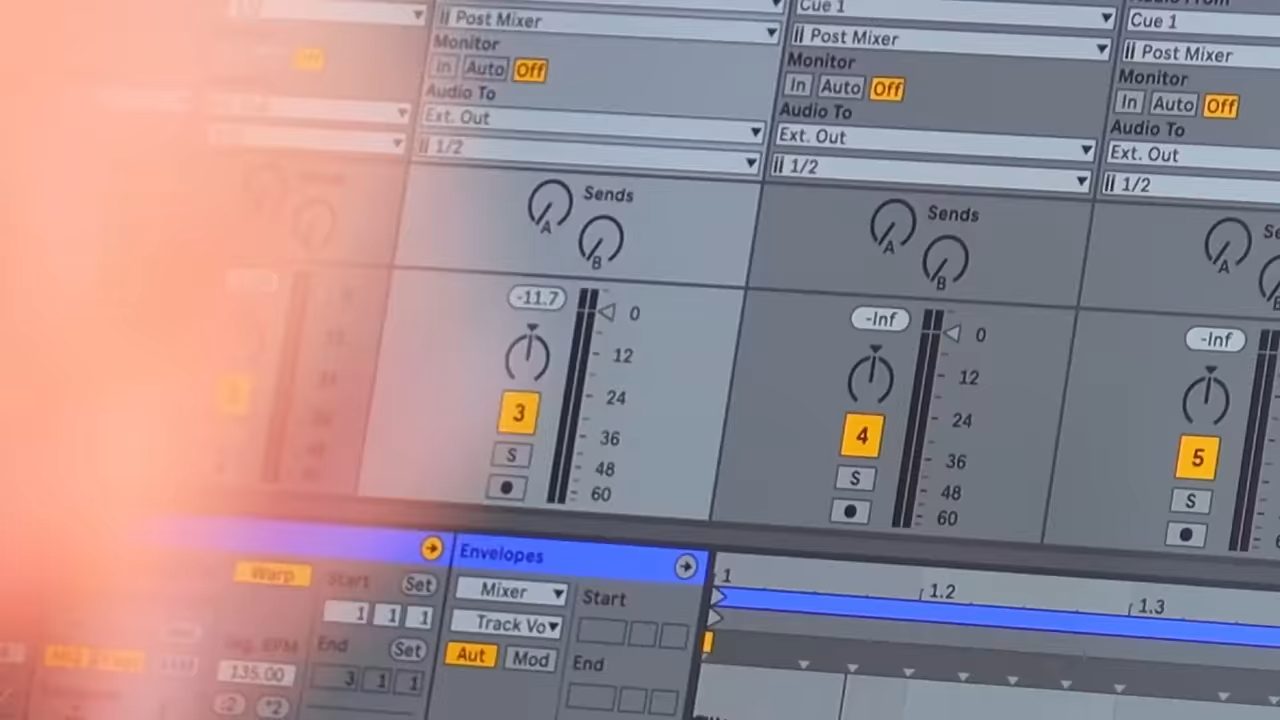 Cue 1
Cue 1
Post Mixer
Post Mixer
Post Mixer
Monitor
Monitor
Monitor
In Auto Off
In Auto Off
In Auto Off
Off
Audio To
Audio To
Audio To
Ext. Out
Ext. Out
Ext. Out
1/2
1/2
1/2
Sends
Sends
A
A
A
B
B
-11.7
-Inf
-Inf
0
0
12
12
24
24
36
36
48
48
60
60
3
4
5
S
S
S
Envelopes
Warp
Start
Set
1 1 1
End
Set
3 1 1
135.00
:2
*2
Mixer
Track Vo
Aut
Mod
Start
End
1
1.2
1.3